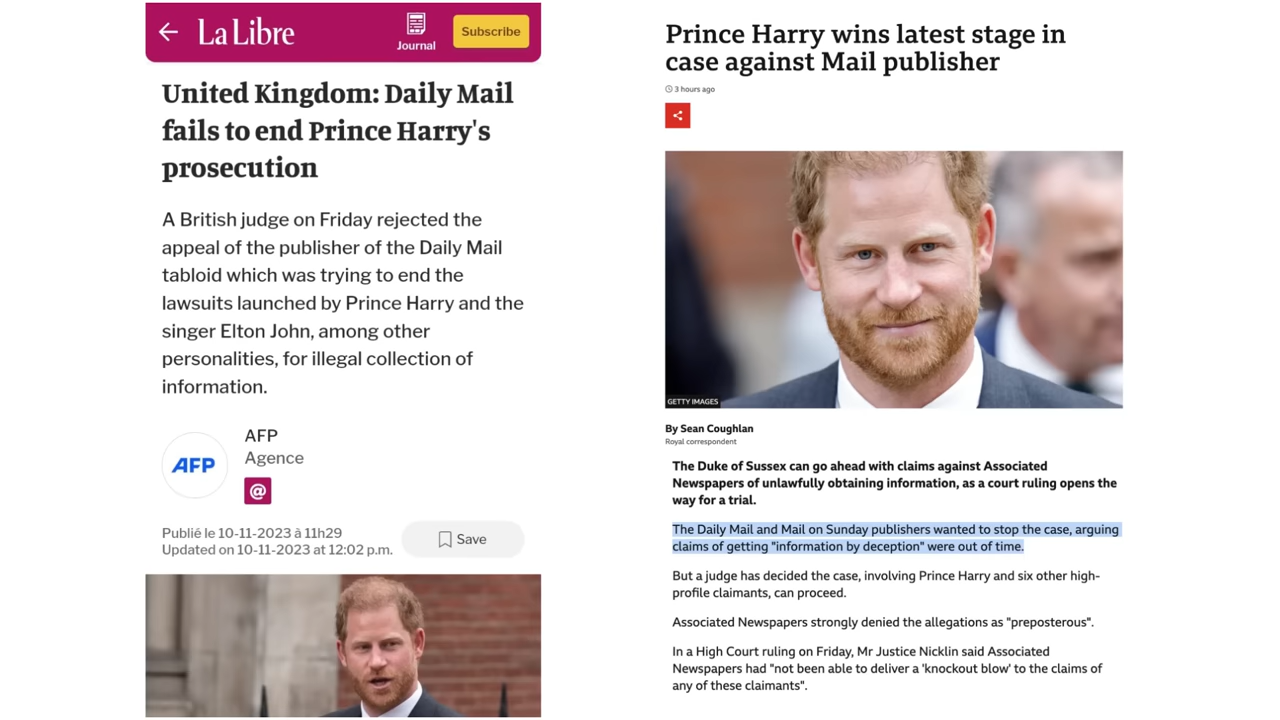 La Libre
Journal
Subscribe
United Kingdom: Daily Mail
fails to end Prince Harry's
prosecution
A British judge on Friday rejected the
appeal of the publisher of the Daily Mail
tabloid which was trying to end the
lawsuits launched by Prince Harry and the
singer Elton John, among other
personalities, for illegal collection of
information.
AFP
AFP
Agence
@
Publié le 10-11-2023 à 11h29
Updated on 10-11-2023 at 12:02 p.m.
Save
Prince Harry wins latest stage in
case against Mail publisher
3 hours ago
GETTY IMAGES
By Sean Coughlan
Royal correspondent
The Duke of Sussex can go ahead with claims against Associated
Newspapers of unlawfully obtaining information, as a court ruling opens the
way for a trial.
The Daily Mail and Mail on Sunday publishers wanted to stop the case, arguing
claims of getting "information by deception" were out of time.
But a judge has decided the case, involving Prince Harry and six other high-
profile claimants, can proceed.
Associated Newspapers strongly denied the allegations as "preposterous".
In a High Court ruling on Friday, Mr Justice Nicklin said Associated
Newspapers had "not been able to deliver a 'knockout blow' to the claims of
any of these claimants".